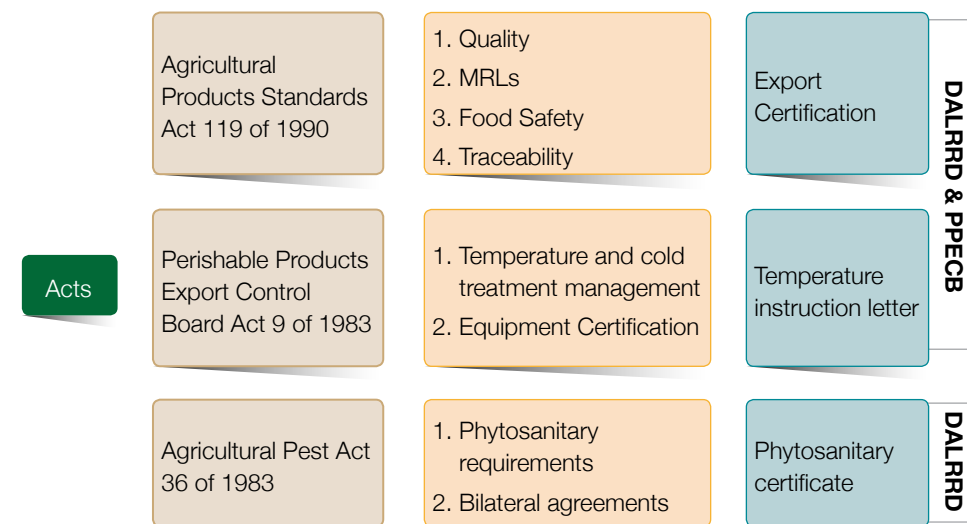 Acts
Agricultural
Products Standards
Act 119 of 1990
1. Quality
2. MRLs
3. Food Safety
4. Traceability
Export
Certification
Perishable Products
Export Control
Board Act 9 of 1983
1. Temperature and cold
treatment management
2. Equipment Certification
Temperature
instruction letter
DALRRD & PPECB
Agricultural Pest Act
36 of 1983
1. Phytosanitary
requirements
2. Bilateral agreements
Phytosanitary
certificate
DALRRD